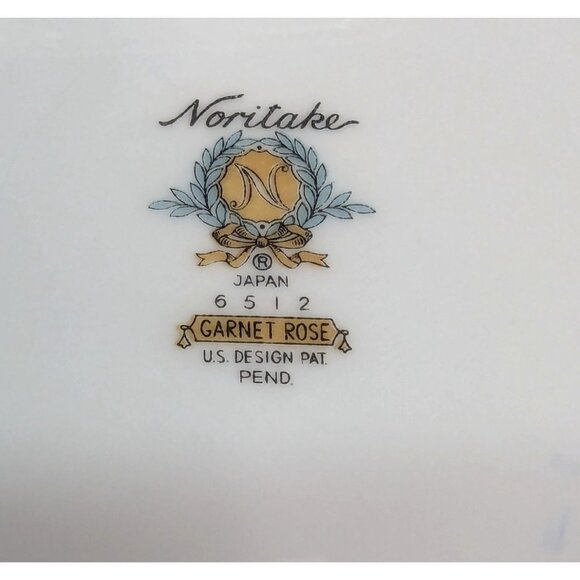 Noritake
N
®
JAPAN
6512
GARNET ROSE
U.S. DESIGN PAT.
PEND.